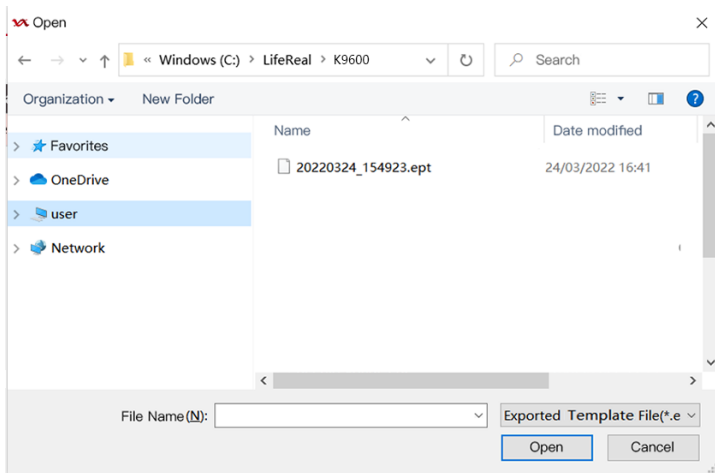 Open
« Windows (C:) > LifeReal > K9600
Search
Organization
New Folder
Name
Date modified
Favorites
20220324_154923.ept
24/03/2022 16:41
OneDrive
user
Network
File Name(N):
Exported Template File(*.e
Open
Cancel